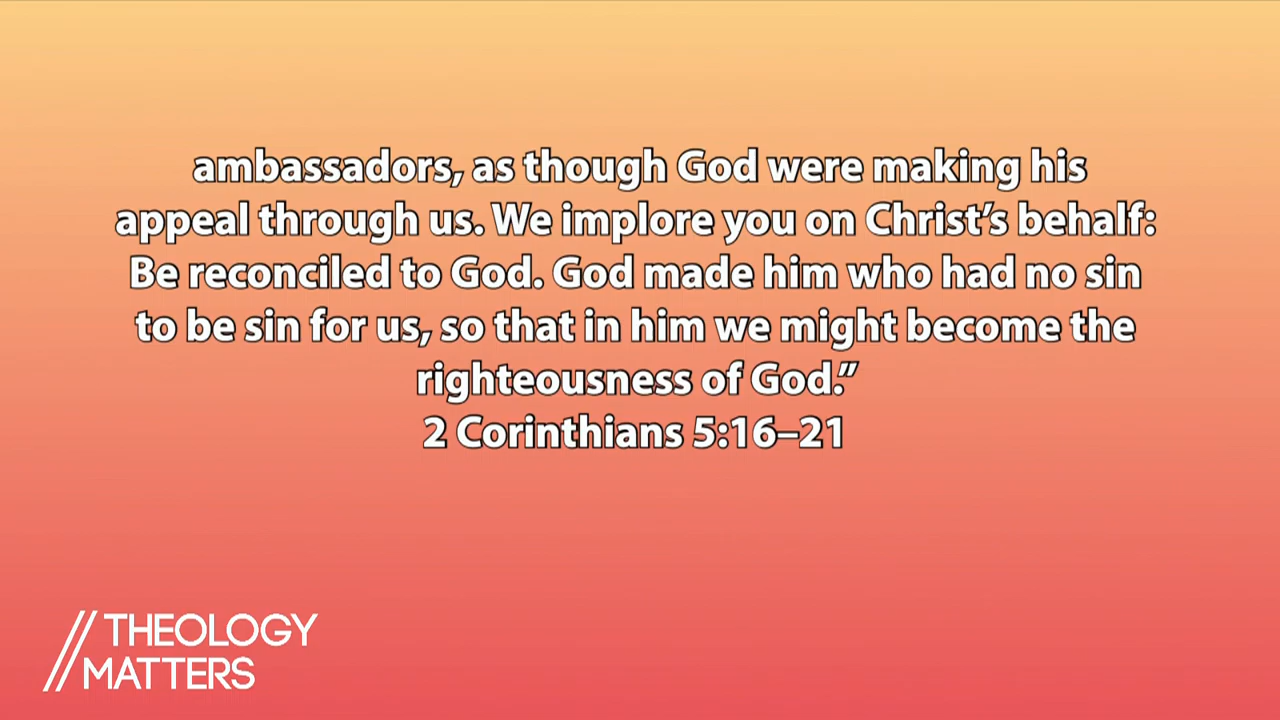 ambassadors, as though God were making his
appeal through us. We implore you on Christ’s behalf:
Be reconciled to God. God made him who had no sin
to be sin for us, so that in him we might become the
righteousness of God.”
2 Corinthians 5:16–21
//THEOLOGY
MATTERS